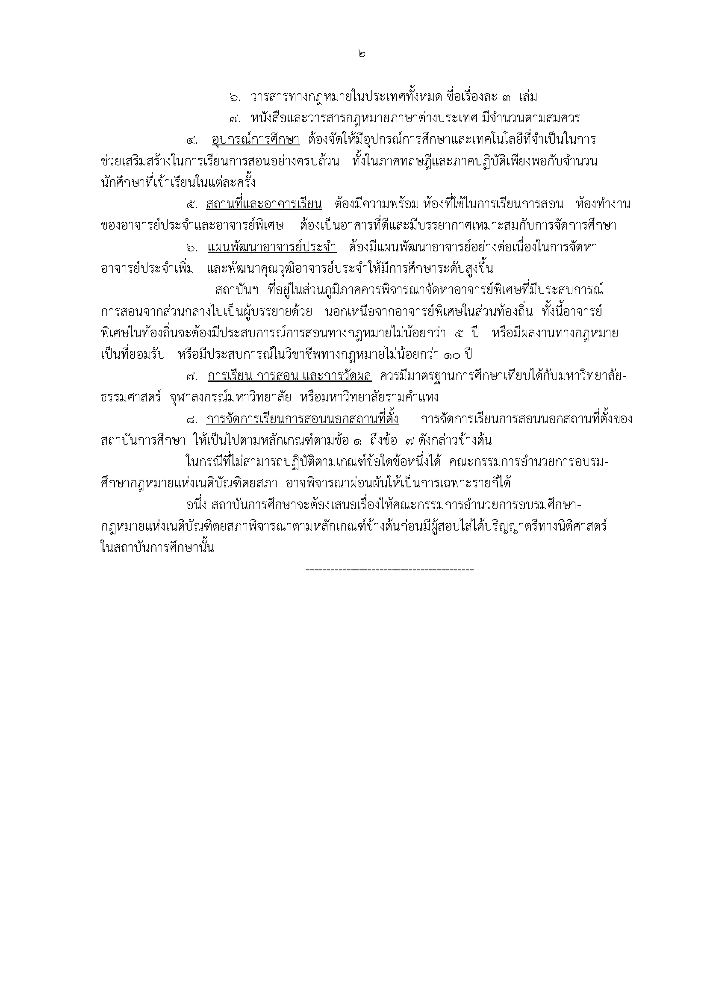 ๒
๖. วารสารทางกฎหมายในประเทศทั้งหมด ชื่อเรื่องละ ๓ เล่ม
๗. หนังสือและวารสารกฎหมายภาษาต่างประเทศ มีจำนวนตามสมควร
๔. อุปกรณ์การศึกษา ต้องจัดให้มีอุปกรณ์การศึกษาและเทคโนโลยีที่จำเป็นในการ
ช่วยเสริมสร้างในการเรียนการสอนอย่างครบถ้วน ทั้งในภาคทฤษฎีและภาคปฏิบัติเพียงพอกับจำนวน
นักศึกษาที่เข้าเรียนในแต่ละครั้ง
๕. สถานที่และอาคารเรียน ต้องมีความพร้อม ห้องที่ใช้ในการเรียนการสอน ห้องทำงาน
ของอาจารย์ประจำและอาจารย์พิเศษ ต้องเป็นอาคารที่ดีและมีบรรยากาศเหมาะสมกับการจัดการศึกษา
๖. แผนพัฒนาอาจารย์ประจำ ต้องมีแผนพัฒนาอาจารย์อย่างต่อเนื่องในการจัดหา
อาจารย์ประจำเพิ่ม และพัฒนาคุณวุฒิอาจารย์ประจำให้มีการศึกษาระดับสูงขึ้น
สถาบันฯ ที่อยู่ในส่วนภูมิภาคควรพิจารณาจัดหาอาจารย์พิเศษที่มีประสบการณ์
การสอนจากส่วนกลางไปเป็นผู้บรรยายด้วย นอกเหนือจากอาจารย์พิเศษในส่วนท้องถิ่น ทั้งนี้อาจารย์
พิเศษในท้องถิ่นจะต้องมีประสบการณ์การสอนทางกฎหมายไม่น้อยกว่า ๕ ปี หรือมีผลงานทางกฎหมาย
เป็นที่ยอมรับ หรือมีประสบการณ์ในวิชาชีพทางกฎหมายไม่น้อยกว่า ๑๐ ปี
๗. การเรียน การสอน และการวัดผล ควรมีมาตรฐานการศึกษาเทียบได้กับมหาวิทยาลัย-
ธรรมศาสตร์ จุฬาลงกรณ์มหาวิทยาลัย หรือมหาวิทยาลัยรามคำแหง
๘. การจัดการเรียนการสอนนอกสถานที่ตั้ง การจัดการเรียนการสอนนอกสถานที่ตั้งของ
สถาบันการศึกษา ให้เป็นไปตามหลักเกณฑ์ตามข้อ ๑ ถึงข้อ ๗ ดังกล่าวข้างต้น
ในกรณีที่ไม่สามารถปฏิบัติตามเกณฑ์ข้อใดข้อหนึ่งได้ คณะกรรมการอำนวยการอบรม-
ศึกษากฎหมายแห่งเนติบัณฑิตยสภา อาจพิจารณาผ่อนผันให้เป็นการเฉพาะรายก็ได้
อนึ่ง สถาบันการศึกษาจะต้องเสนอเรื่องให้คณะกรรมการอำนวยการอบรมศึกษา-
กฎหมายแห่งเนติบัณฑิตยสภาพิจารณาตามหลักเกณฑ์ข้างต้นก่อนมีผู้สอบไล่ได้ปริญญาตรีทางนิติศาสตร์
ในสถาบันการศึกษานั้น
-----------------------------------------